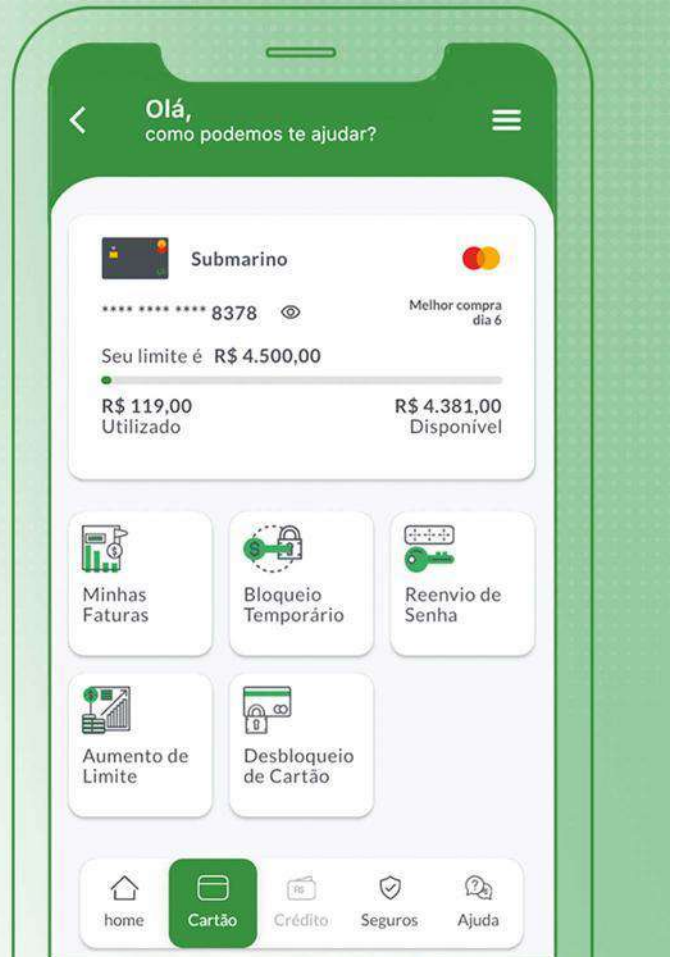 Olá,
como podemos te ajudar?
Submarino
**** **** **** 8378
Melhor compra
dia 6
Seu limite é R$ 4.500,00
R$ 119,00
Utilizado
R$ 4.381,00
Disponível
Minhas
Faturas
Bloqueio
Temporário
Reenvio de
Senha
Aumento de
Limite
Desbloqueio
de Cartão
home
Cartão
Crédito
Seguros
Ajuda